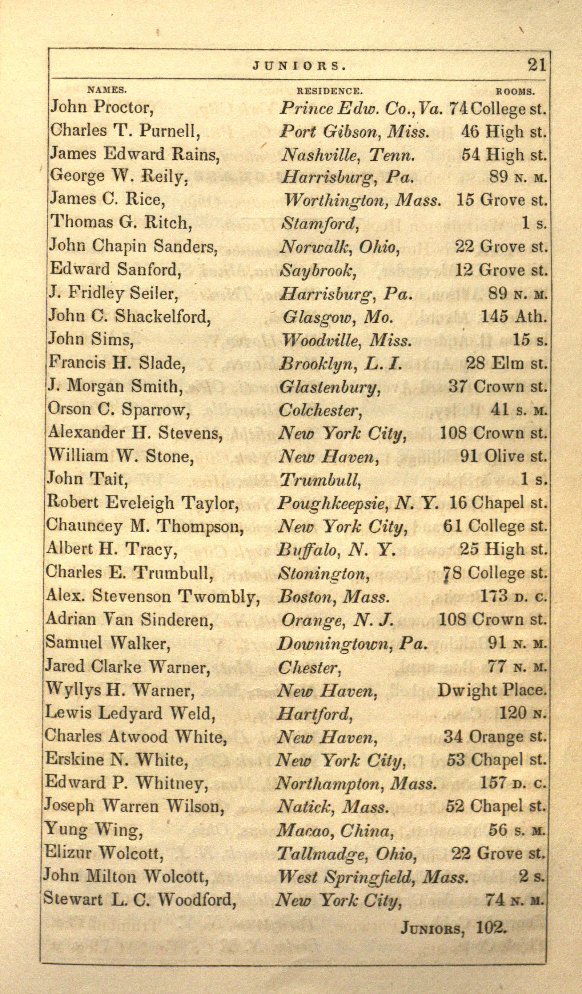 JUNIORS. 21
NAMES. RESIDENCE. ROOMS.
John Proctor, Prince Edw. Co., Va. 74 College st.
Charles T. Purnell, Port Gibson, Miss. 46 High st.
James Edward Rains, Nashville, Tenn. 54 High st.
George W. Reily, Harrisburg, Pa. 89 N. M.
James C. Rice, Worthington, Mass. 15 Grove st.
Thomas G. Ritch, Stamford, 1 s.
John Chapin Sanders, Norwalk, Ohio, 22 Grove st.
Edward Sanford, Saybrook, 12 Grove st.
J. Fridley Seiler, Harrisburg, Pa. 89 N. M.
John C. Shackelford, Glasgow, Mo. 145 Ath.
John Sims, Woodville, Miss. 15 s.
Francis H. Slade, Brooklyn, L. I. 28 Elm st.
J. Morgan Smith, Glastenbury, 37 Crown st.
Orson C. Sparrow, Colchester, 41 S. M.
Alexander H. Stevens, New York City, 108 Crown st.
William W. Stone, New Haven, 91 Olive st.
John Tait, Trumbull, 1 s.
Robert Eveleigh Taylor, Poughkeepsie, N. Y. 16 Chapel st.
Chauncey M. Thompson, New York City, 61 College st.
Albert H. Tracy, Buffalo, N. Y. 25 High st.
Charles E. Trumbull, Stonington, 78 College st.
Alex. Stevenson Twombly, Boston, Mass. 173 D. C.
Adrian Van Sinderen, Orange, N. J. 108 Crown st.
Samuel Walker, Downingtown, Pa. 91 N. M.
Jared Clarke Warner, Chester, 77 N. M.
Wyllys H. Warner, New Haven, Dwight Place.
Lewis Ledyard Weld, Hartford, 120 N.
Charles Atwood White, New Haven, 34 Orange st.
Erskine N. White, New York City, 53 Chapel st.
Edward P. Whitney, Northampton, Mass. 157 D. C.
Joseph Warren Wilson, Natick, Mass. 52 Chapel st.
Yung Wing, Macao, China, 56 S. M.
Elizur Wolcott, Tallmadge, Ohio, 22 Grove st.
John Milton Wolcott, West Springfield, Mass. 2 s.
Stewart L. C. Woodford, New York City, 74 N. M.
JUNIORS, 102.